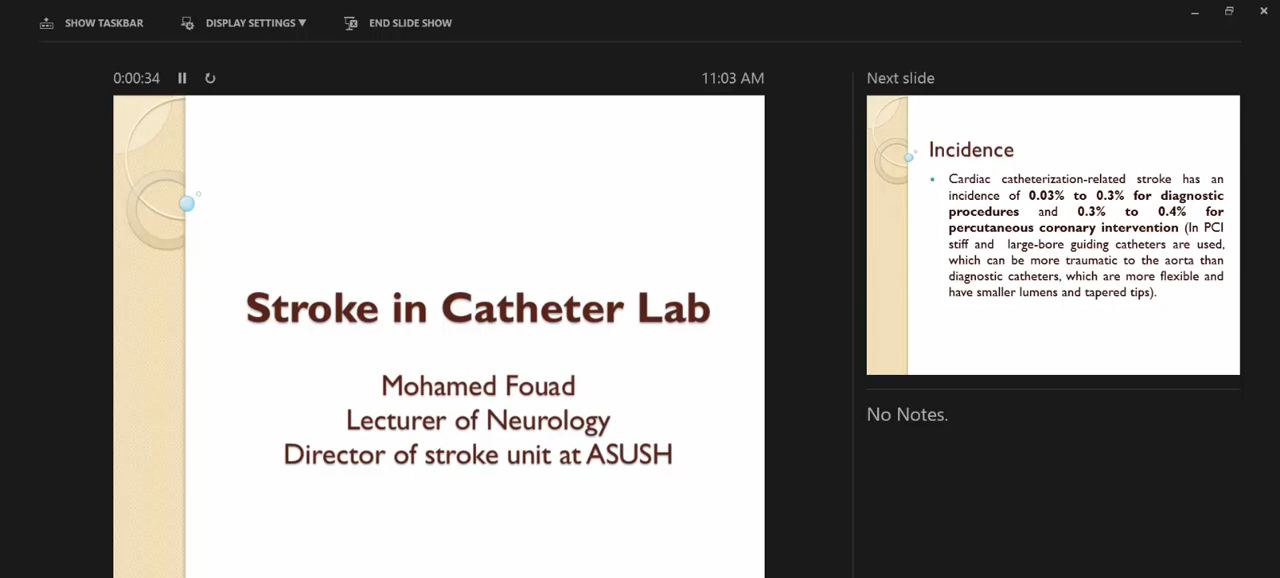 SHOW TASKBAR
DISPLAY SETTINGS ▼
END SLIDE SHOW
0:00:34
11:03 AM
Stroke in Catheter Lab
Mohamed Fouad
Lecturer of Neurology
Director of stroke unit at ASUSH
Next slide
Incidence
• Cardiac catheterization-related stroke has an
incidence of 0.03% to 0.3% for diagnostic
procedures and 0.3% to 0.4% for
percutaneous coronary intervention (In PCI
stiff and large-bore guiding catheters are used,
which can be more traumatic to the aorta than
diagnostic catheters, which are more flexible and
have smaller lumens and tapered tips).
No Notes.